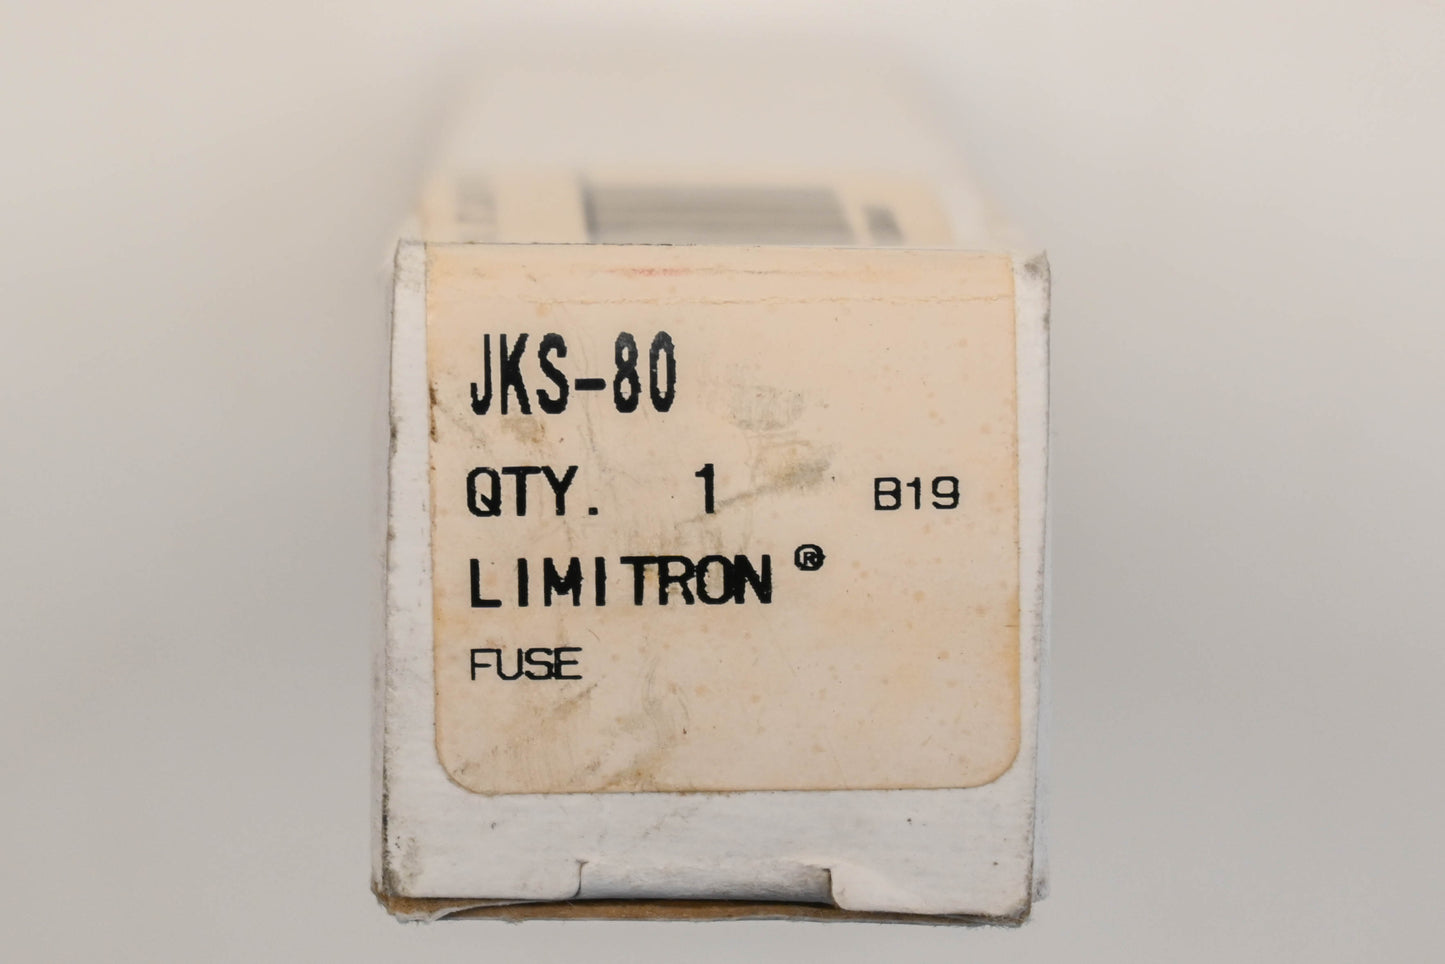 JKS-80
QTY. 1 B19
LIMITRON ®
FUSE